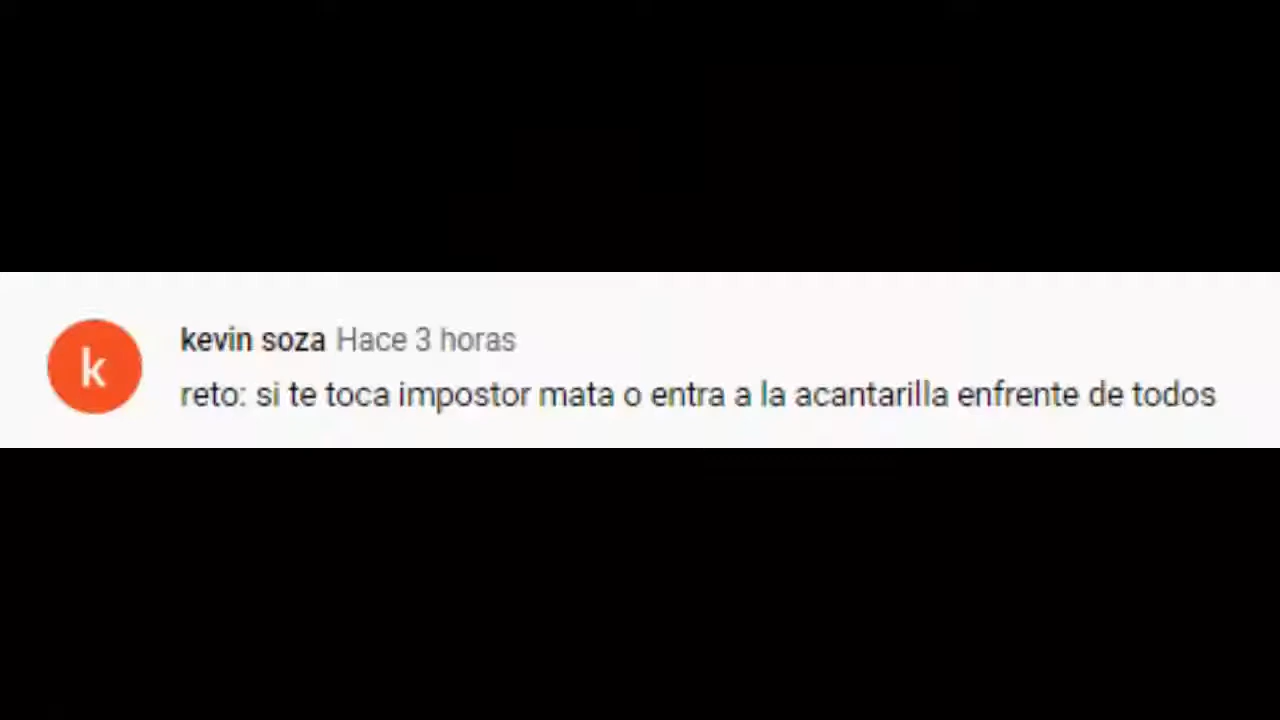 k
kevin soza Hace 3 horas
reto: si te toca impostor mata o entra a la acantarilla enfrente de todos